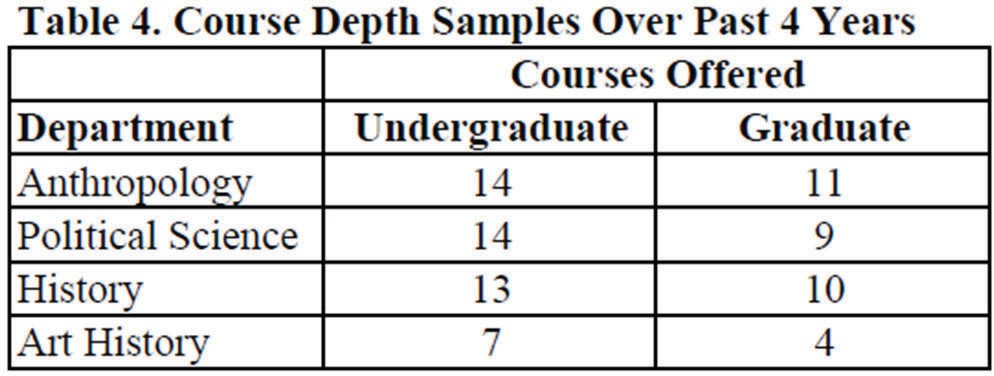 Table 4. Course Depth Samples Over Past 4 Years
Courses Offered
Department Undergraduate Graduate
Anthropology 14 11
Political Science 14 9
History 13 10
Art History 7 4